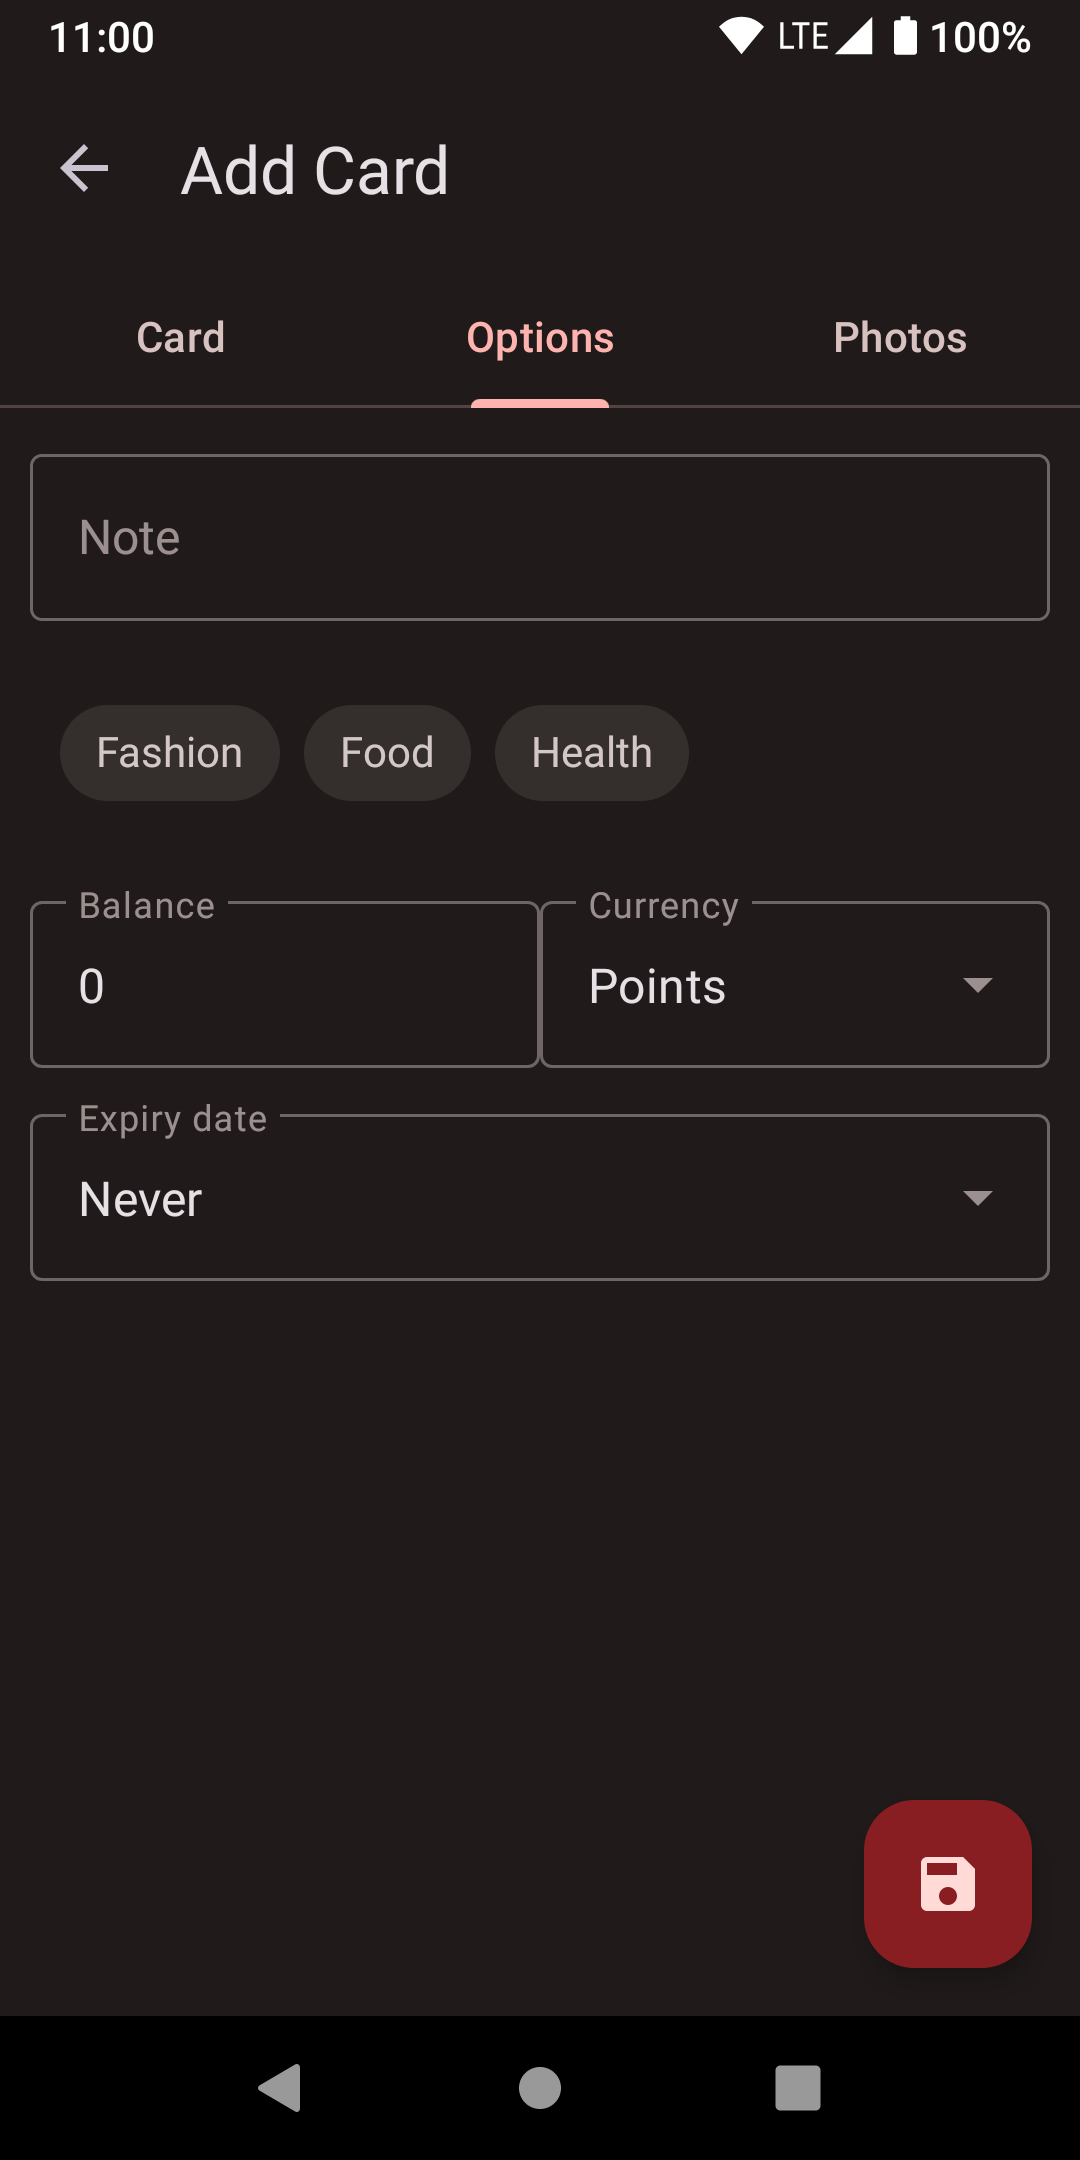 11:00 LTE 100%
Add Card
Card Options Photos
Note
Fashion Food Health
Balance Currency
0 Points
Expiry date
Never